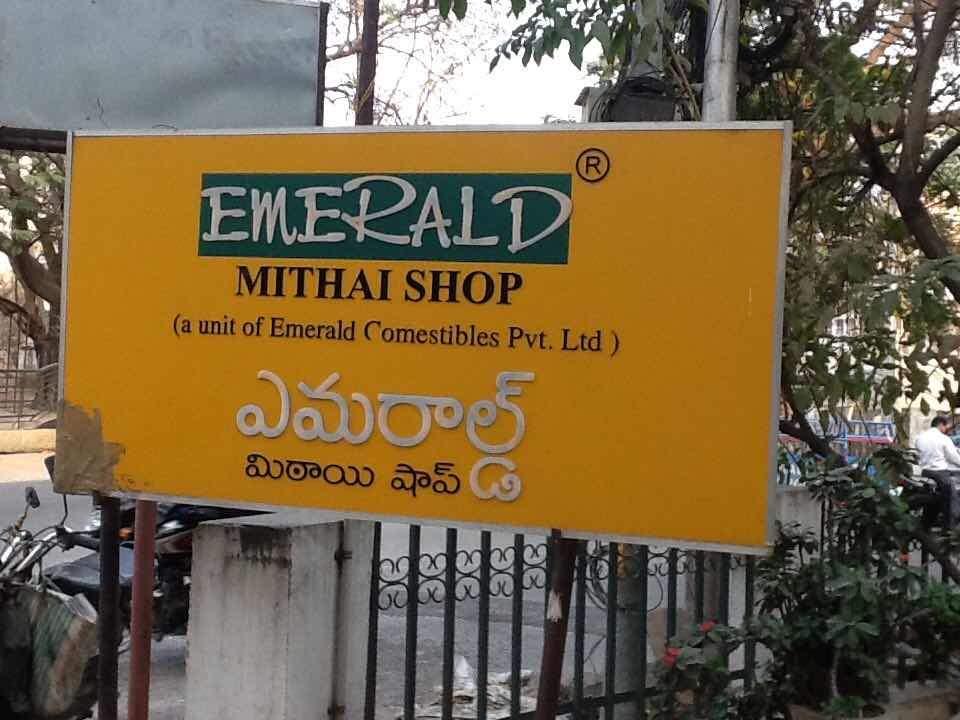 EMERALD ®
MITHAI SHOP
(a unit of Emerald Comestibles Pvt. Ltd )
ఎమరాల్డ్
మిఠాయి షాప్